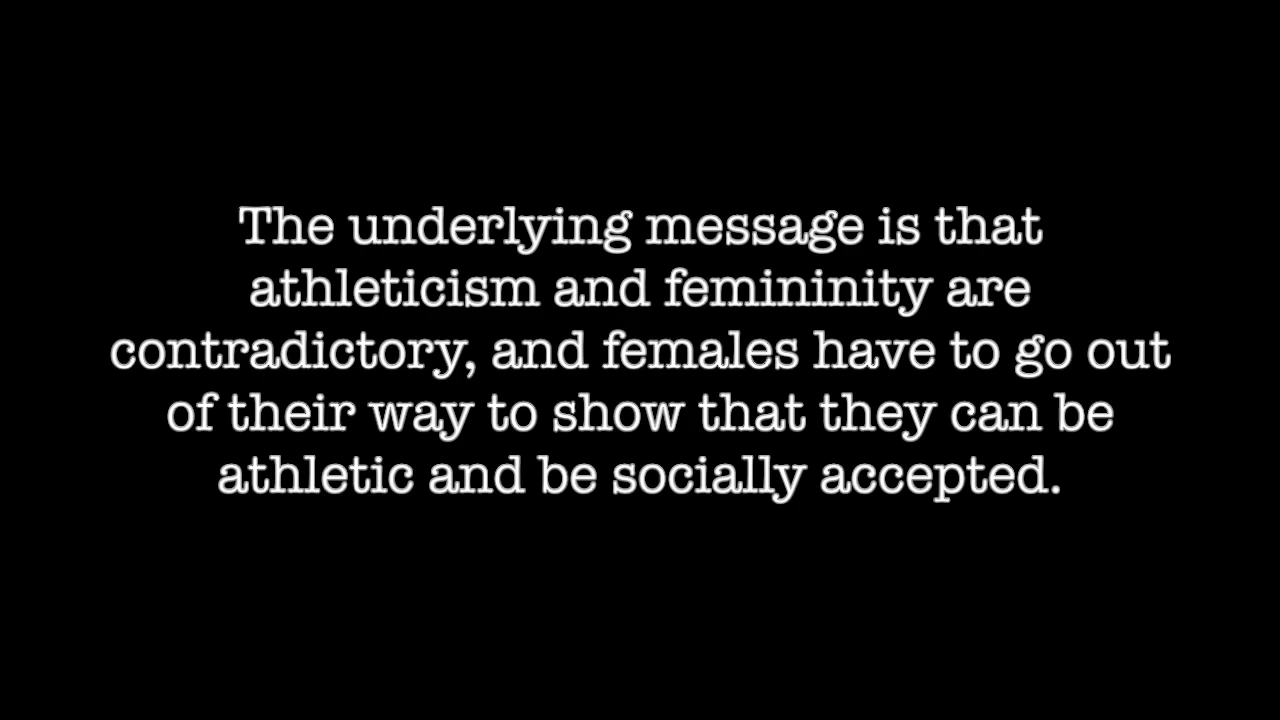 The underlying message is that
athleticism and femininity are
contradictory, and females have to go out
of their way to show that they can be
athletic and be socially accepted.